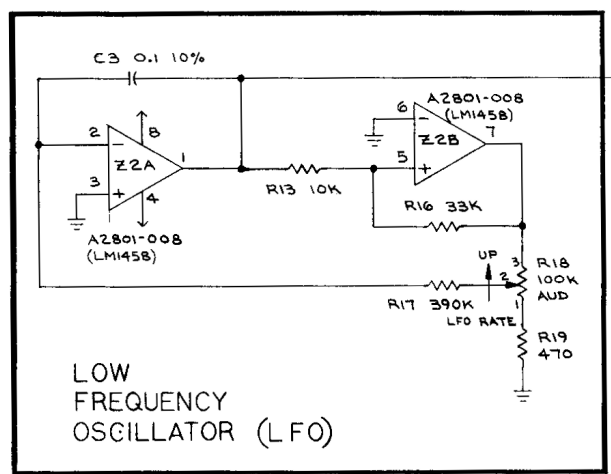 C3 0.1 10%
A2801-008
(LM1458)
2
8
6
7
Z2A
1
Z2B
3
5
4
R13 10K
R16 33K
A2801-008
(LM1458)
UP
3
R18
2
100K
R17 390K
1
AUD
LFO RATE
R19
470
LOW
FREQUENCY
OSCILLATOR (LFO)